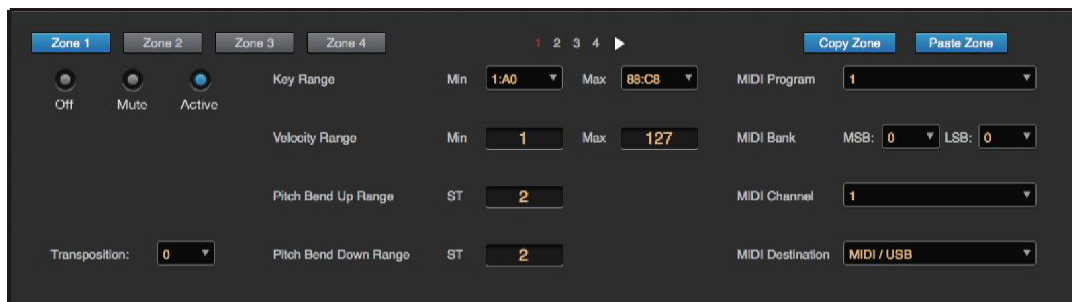 Zone 1 Zone 2 Zone 3 Zone 4 1 2 3 4 Copy Zone Paste Zone
Key Range Min 1:A0 Max 88:C8 MIDI Program 1
Off Mute Active
Velocity Range Min 1 Max 127 MIDI Bank MSB: 0 LSB: 0
Pitch Bend Up Range ST 2 MIDI Channel 1
Transposition: 0 Pitch Bend Down Range ST 2 MIDI Destination MIDI / USB